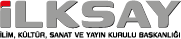 İLKSAY
İLİM, KÜLTÜR, SANAT VE YAYIN KURULU BAŞKANLIĞI